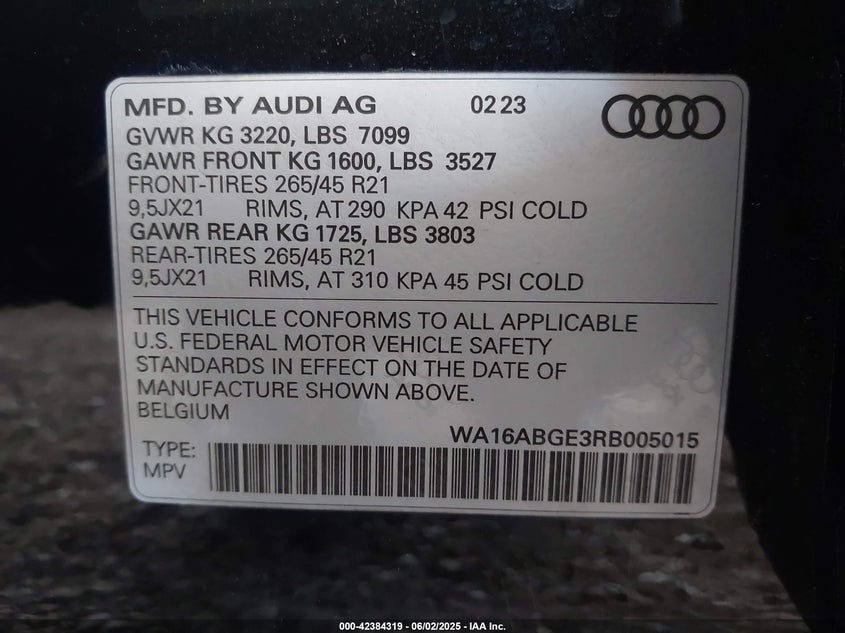 MFD. BY AUDI AG 02 23
GVWR KG 3220, LBS 7099
GAWR FRONT KG 1600, LBS 3527
FRONT-TIRES 265/45 R21
9,5JX21 RIMS, AT 290 KPA 42 PSI COLD
GAWR REAR KG 1725, LBS 3803
REAR-TIRES 265/45 R21
9,5JX21 RIMS, AT 310 KPA 45 PSI COLD
THIS VEHICLE CONFORMS TO ALL APPLICABLE
U.S. FEDERAL MOTOR VEHICLE SAFETY
STANDARDS IN EFFECT ON THE DATE OF
MANUFACTURE SHOWN ABOVE.
BELGIUM
WA16ABGE3RB005015
TYPE:
MPV
000-42384319 - 06/02/2025 - IAA Inc.